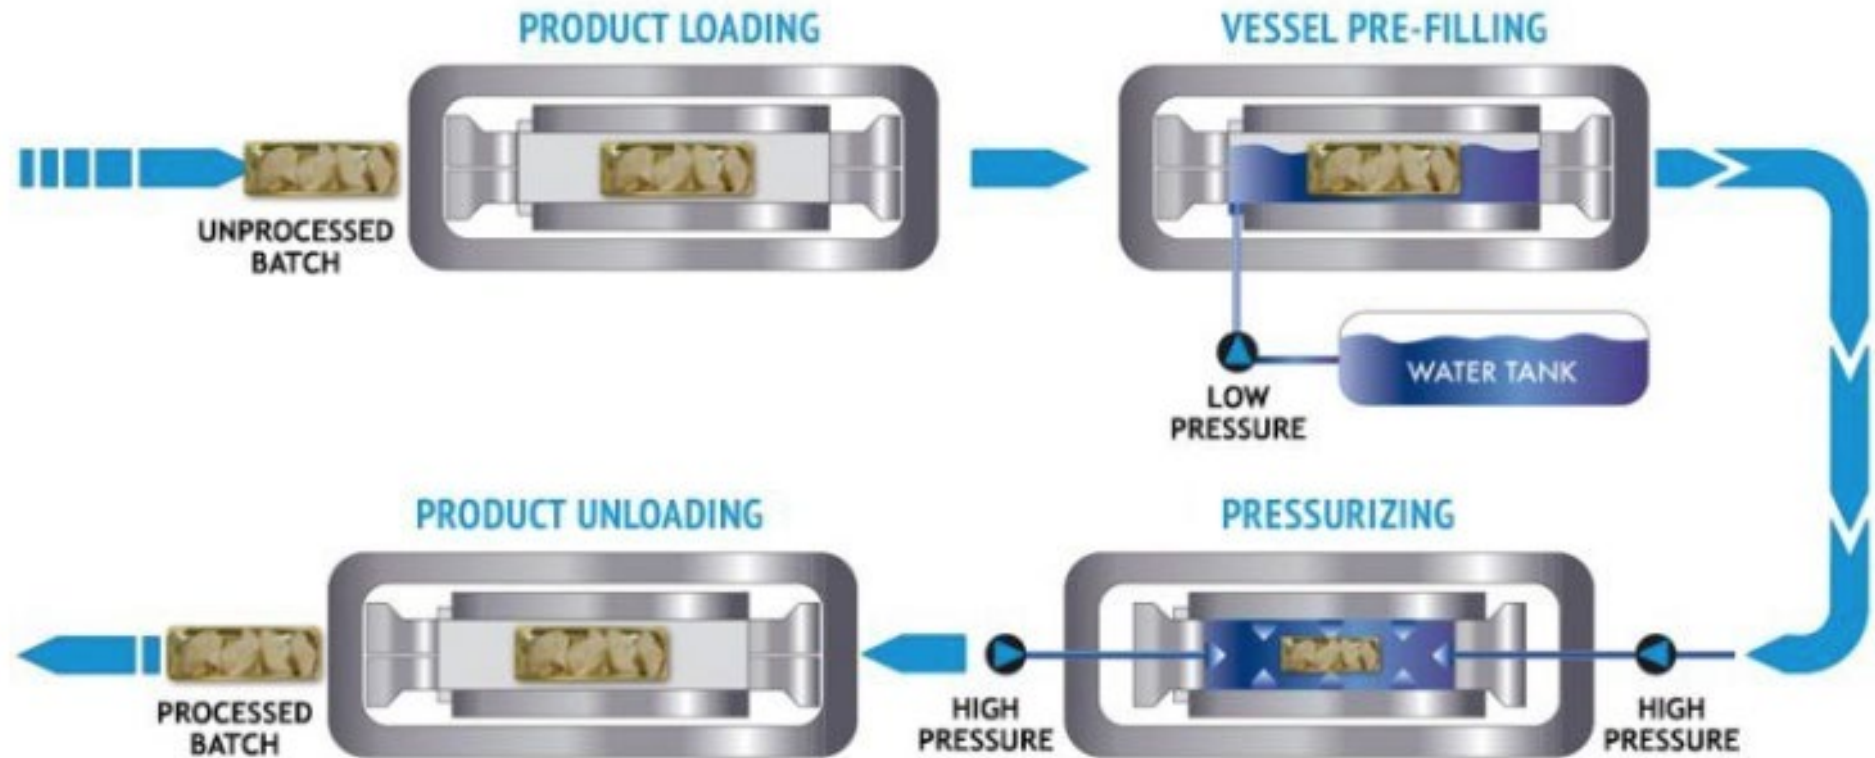 PRODUCT LOADING
VESSEL PRE-FILLING
UNPROCESSED
BATCH
WATER TANK
LOW
PRESSURE
PRODUCT UNLOADING
PRESSURIZING
PROCESSED
BATCH
HIGH
PRESSURE
HIGH
PRESSURE